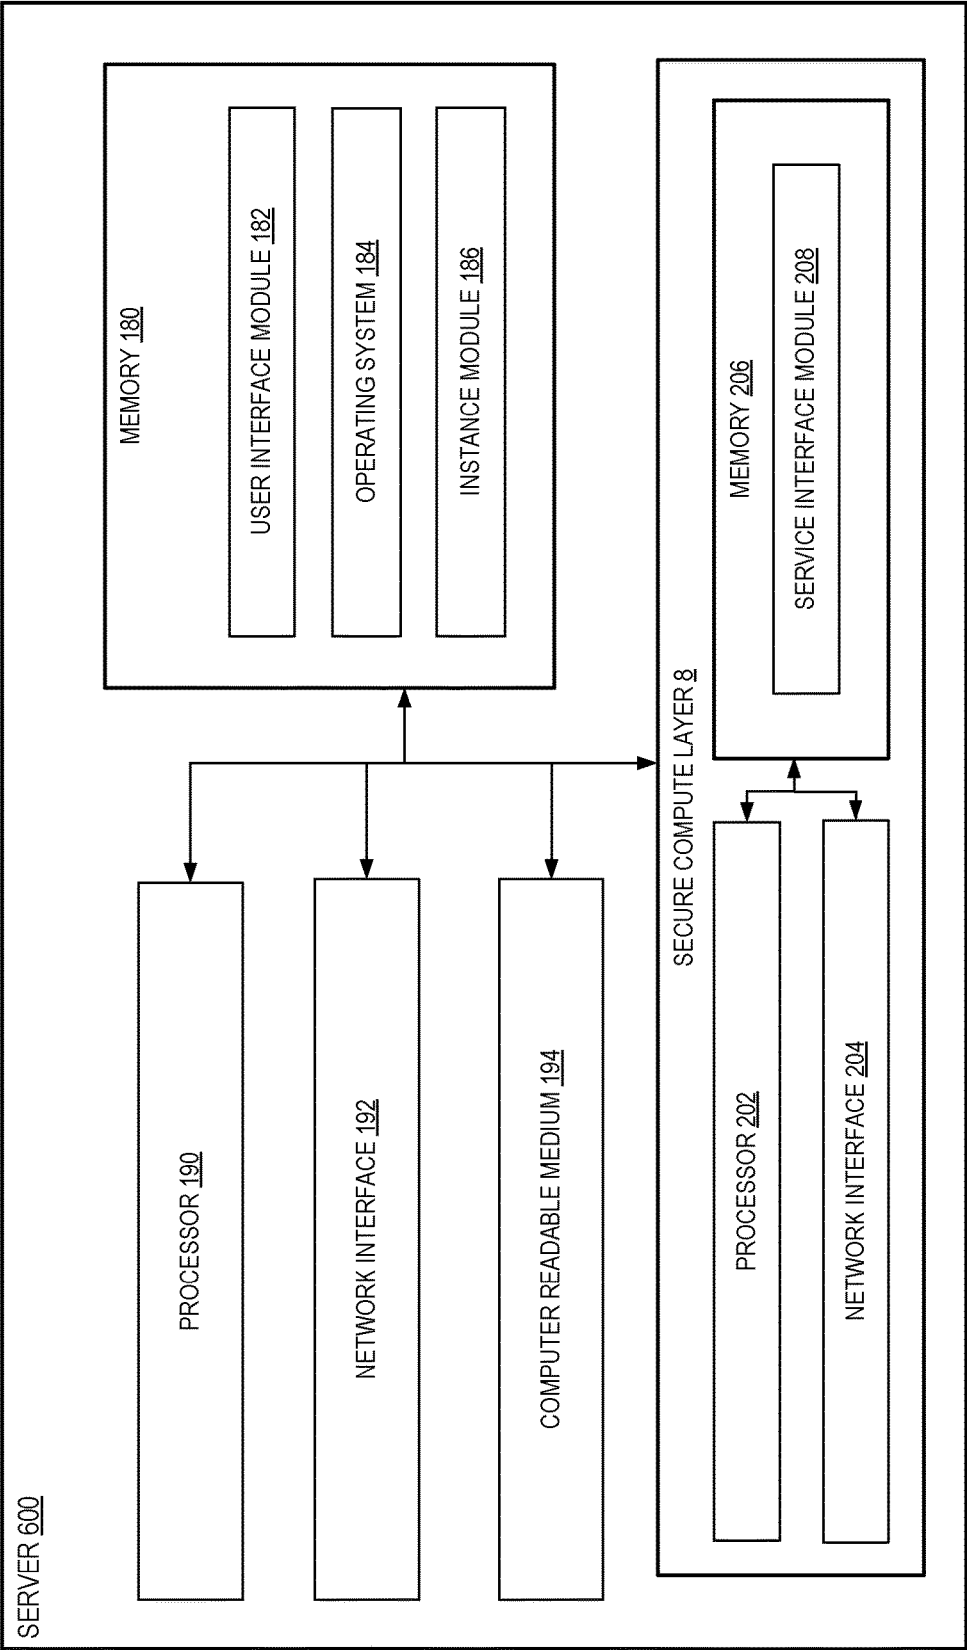 SERVER 600
PROCESSOR 190
NETWORK INTERFACE 192
COMPUTER READABLE MEDIUM 194
MEMORY 180
USER INTERFACE MODULE 182
OPERATING SYSTEM 184
INSTANCE MODULE 186
SECURE COMPUTE LAYER 8
PROCESSOR 202
NETWORK INTERFACE 204
MEMORY 206
SERVICE INTERFACE MODULE 208